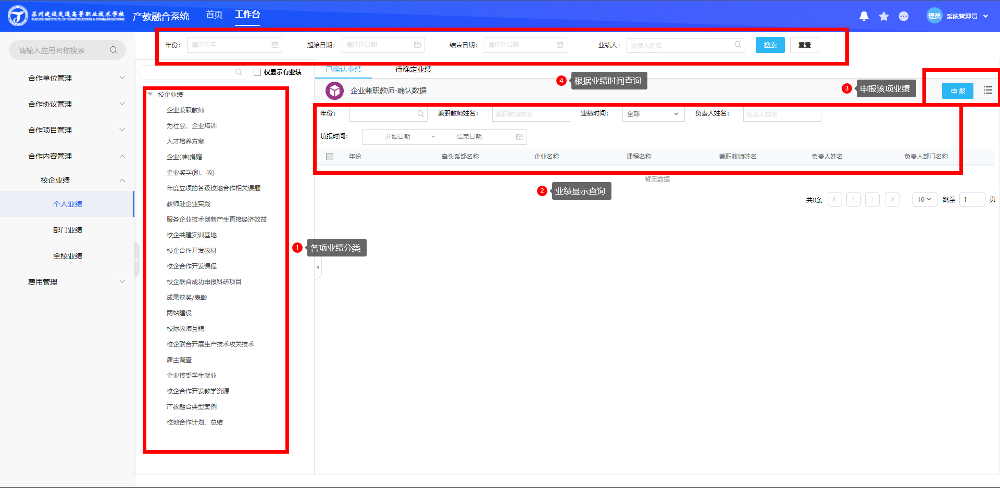 苏州建设交通高等职业技术学校
SUZHOU INSTITUTE OF CONSTRUCTION & COMMUNICATIONS
产教融合系统
首页
工作台
理员
系统管理员
请输入应用名称搜索
年份：
请选择年
起始日期：
请选择日期
结束日期：
请选择日期
业绩人：
业绩人姓名
搜索
重置
合作单位管理
合作协议管理
合作项目管理
合作内容管理
校企业绩
个人业绩
部门业绩
全校业绩
费用管理
仅显示有业绩
校企业绩
企业兼职教师
为社会、企业培训
人才培养方案
企业(准)捐赠
企业奖学(助、教)
年度立项的各级校地合作相关课题
教师赴企业实践
服务企业技术创新产生直接经济效益
校企共建实训基地
校企合作开发教材
校企合作开发课程
校企联合成功申报科研项目
成果获奖/表彰
两站建设
校际教师互聘
校企联合开展生产技术攻关技术
雇主调查
企业接受学生就业
校企合作开发教学资源
产教融合典型案例
校地合作计划、总结
1 各项业绩分类
已确认业绩
待确定业绩
4 根据业绩时间查询
企业兼职教师-确认数据
3 申报该项业绩
申 报
年份：
兼职教师姓名：
兼职教师姓名
业绩时间：
全部
负责人姓名：
负责人姓名
填报时间：
开始日期 ~ 结束日期
年份
牵头系部名称
企业名称
课程名称
兼职教师姓名
负责人姓名
负责人部门名称
暂无数据
2 业绩显示查询
共0条
10
跳至
1
页